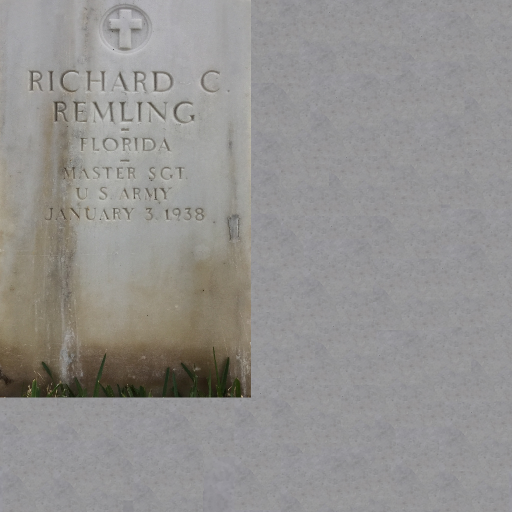 RICHARD C.
REMLING
FLORIDA
MASTER SGT.
U S ARMY
JANUARY 3, 1938